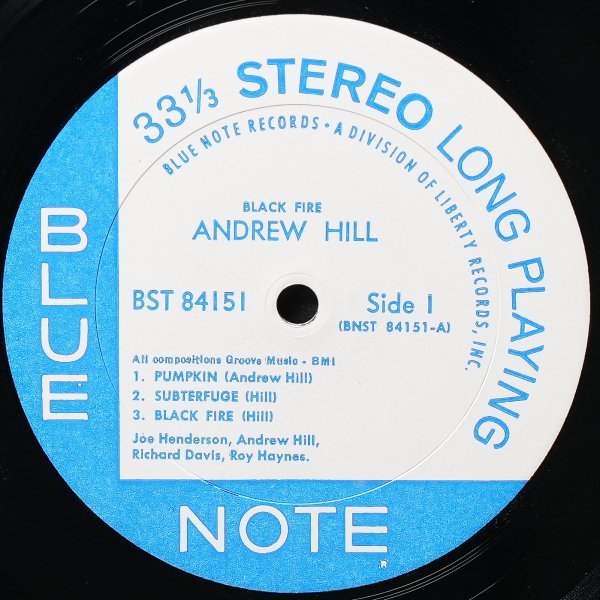 33⅓ STEREO LONG PLAYING
BLUE NOTE RECORDS • A DIVISION OF LIBERTY RECORDS, INC.
BLACK FIRE
ANDREW HILL
BST 84151
Side 1
(BNST 84151-A)
All compositions Groove Music - BMI
1. PUMPKIN (Andrew Hill)
2. SUBTERFUGE (Hill)
3. BLACK FIRE (Hill)
Joe Henderson, Andrew Hill,
Richard Davis, Roy Haynes.
BLUE
NOTE
®